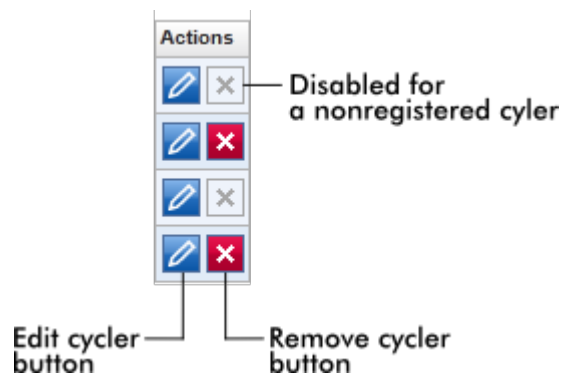 Actions
Disabled for
a nonregistered cyler
Edit cycler
button
Remove cycler
button